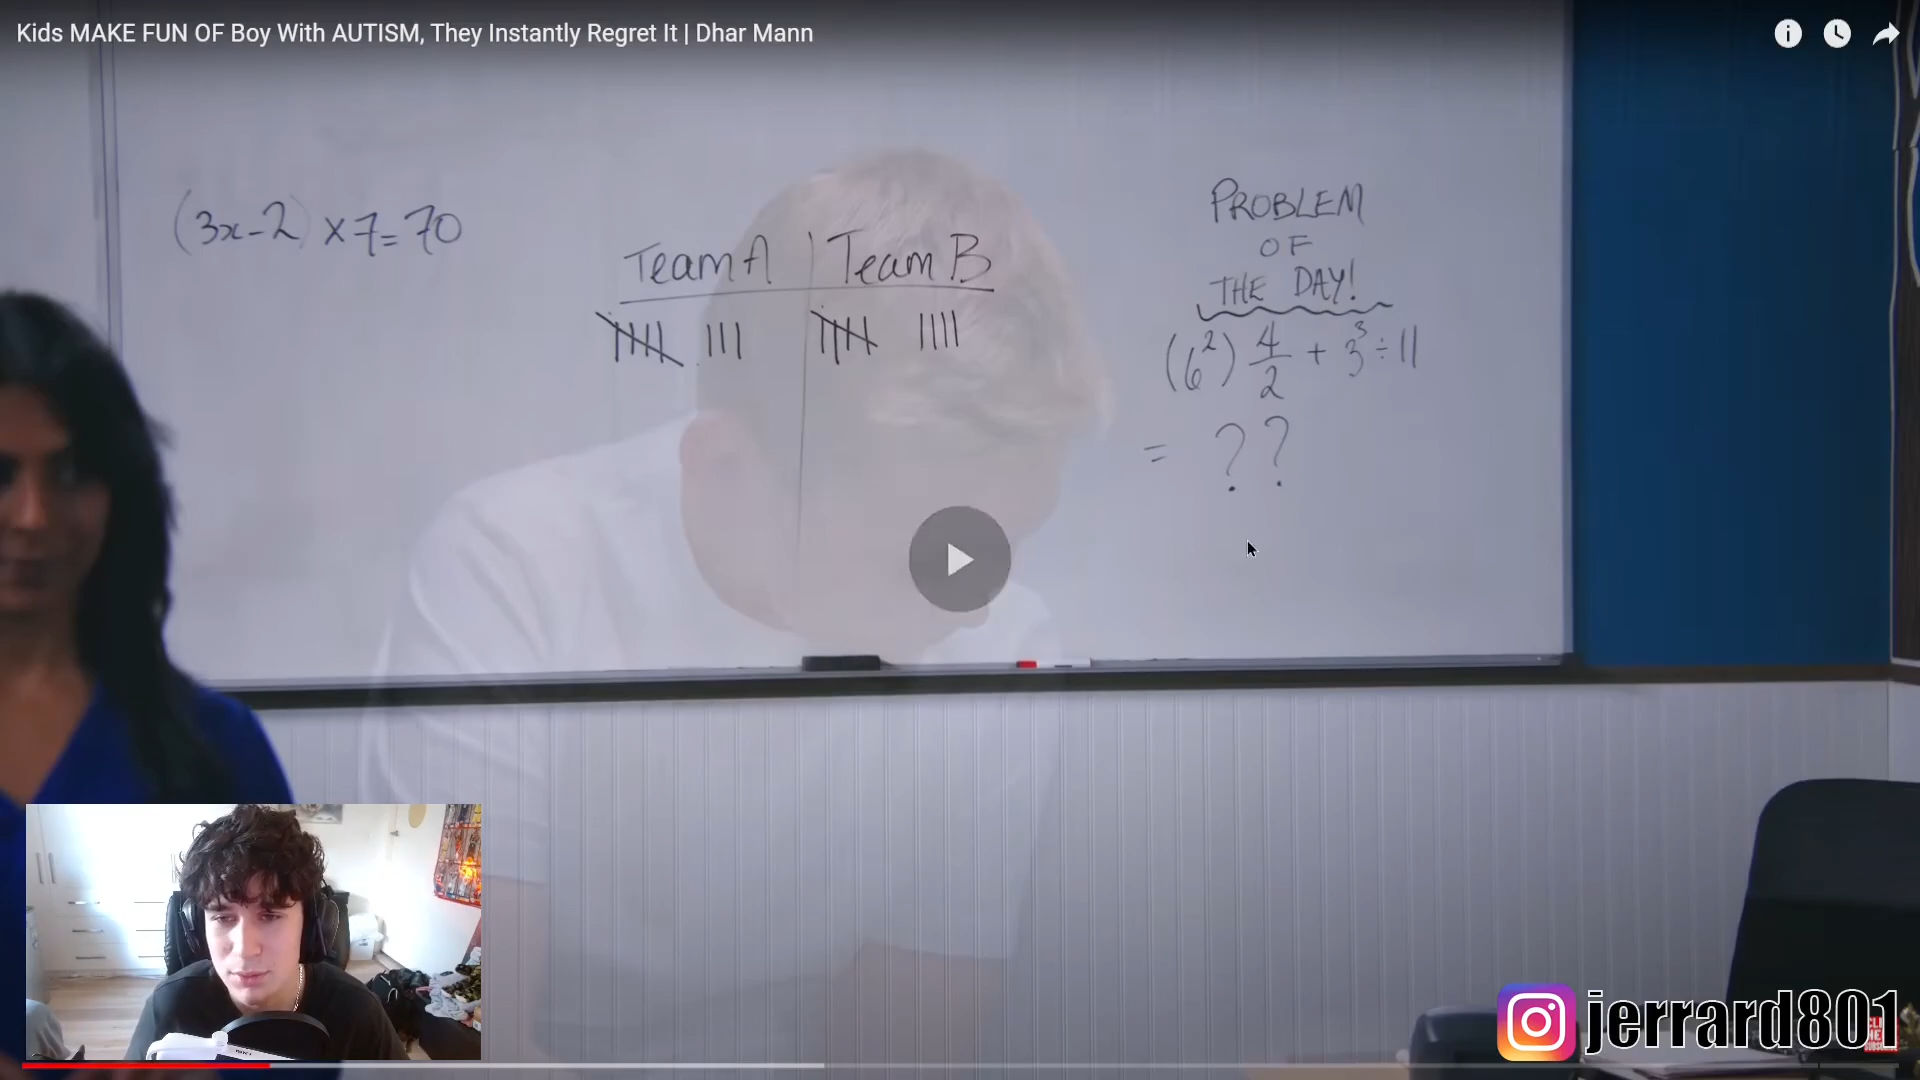 Kids MAKE FUN OF Boy With AUTISM, They Instantly Regret It | Dhar Mann
(3x-2) x 7 = 70
Team A | Team B
PROBLEM
OF
THE DAY!
(6²) 4/2 + 3³ ÷ 11
= ??
jerrard801